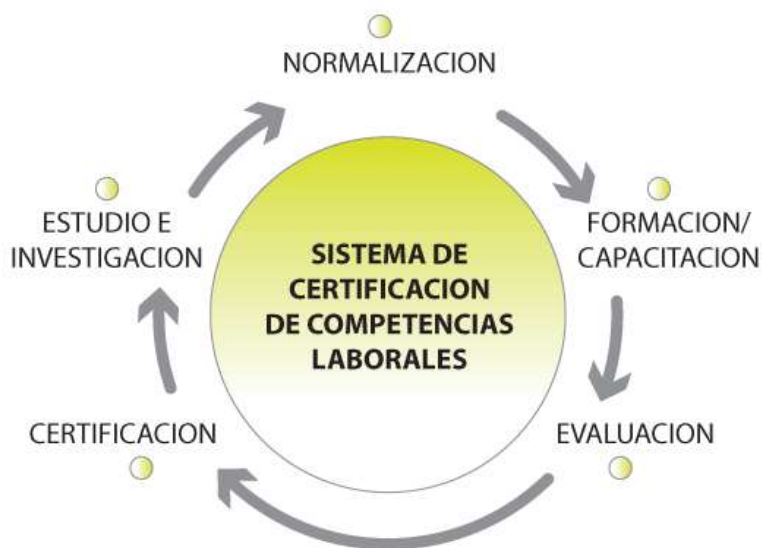 NORMALIZACION
FORMACION/
CAPACITACION
EVALUACION
CERTIFICACION
ESTUDIO E
INVESTIGACION
SISTEMA DE
CERTIFICACION
DE COMPETENCIAS
LABORALES